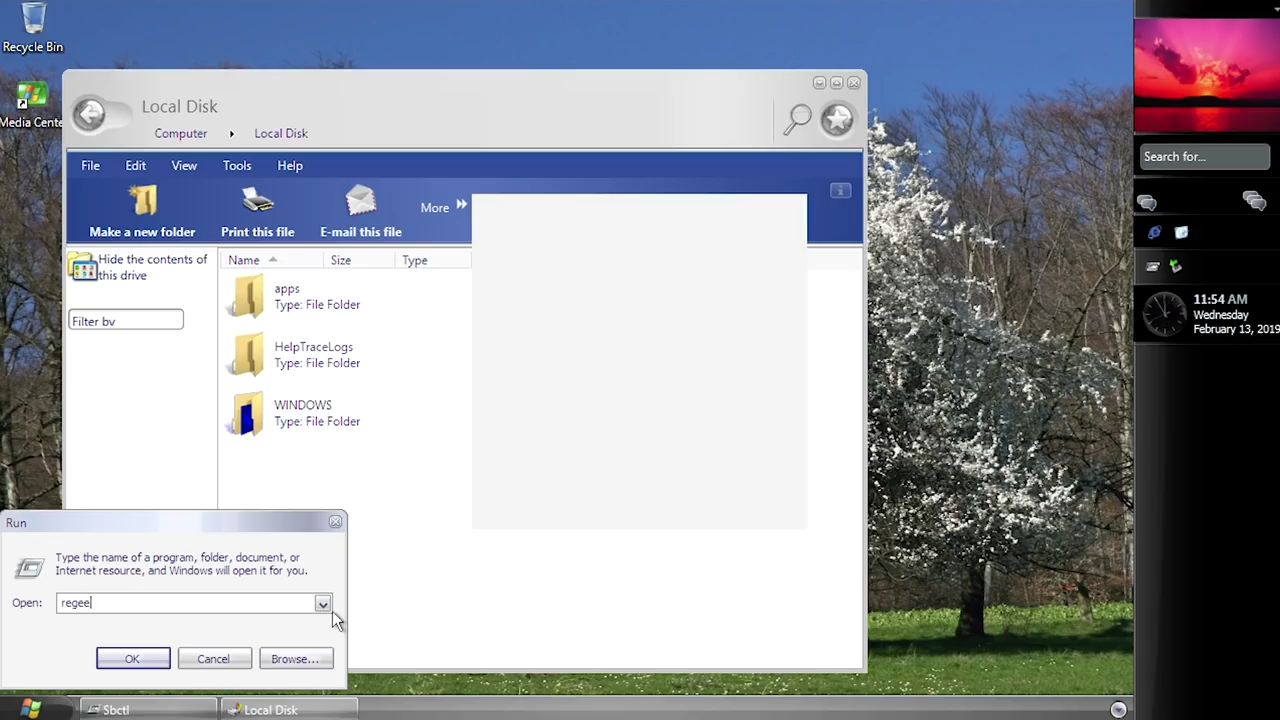 Recycle Bin
Media Cente
Local Disk
Computer
Local Disk
File Edit View Tools Help
Make a new folder
Print this file
E-mail this file
More
Hide the contents of
this drive
Filter by
Name Size Type
apps
Type: File Folder
HelpTraceLogs
Type: File Folder
WINDOWS
Type: File Folder
Run
Type the name of a program, folder, document, or
Internet resource, and Windows will open it for you.
Open: regee
OK Cancel Browse...
Sbctl
Local Disk
Search for...
11:54 AM
Wednesday
February 13, 2019